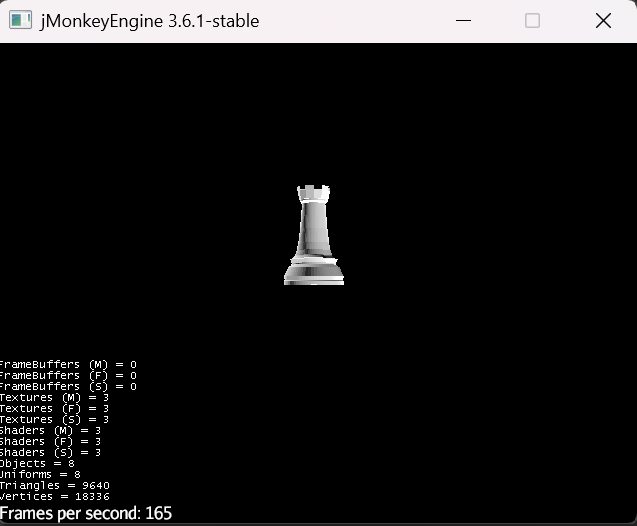 jMonkeyEngine 3.6.1-stable
FrameBuffers (M) = 0
FrameBuffers (F) = 0
FrameBuffers (S) = 0
Textures (M) = 3
Textures (F) = 3
Textures (S) = 3
Shaders (M) = 3
Shaders (F) = 3
Shaders (S) = 3
Objects = 8
Uniforms = 8
Triangles = 9640
Vertices = 18336
Frames per second: 165